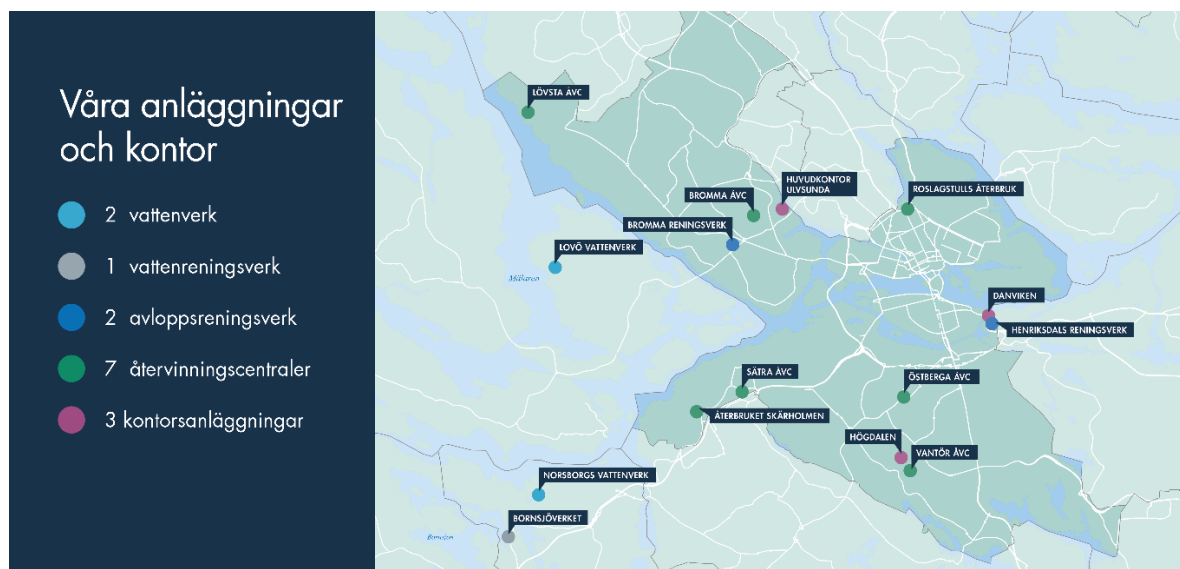 Våra anläggningar
och kontor
2 vattenverk
1 vattenreningsverk
2 avloppsreningsverk
7 återvinningscentraler
3 kontorsanläggningar
LÖVSTA ÅVC
BROMMA ÅVC
HUVUDKONTOR
ULVSUNDA
ROSLAGSTULLS ÅTERBRUK
BROMMA RENINGSVERK
LOVÖ VATTENVERK
Mälaren
DANVIKEN
HENRIKSDALS RENINGSVERK
SÄTRA ÅVC
ÖSTBERGA ÅVC
ÅTERBRUKET SKÄRHOLMEN
HÖGDALEN
VANTÖR ÅVC
NORSBORGS VATTENVERK
BORNSJÖVERKET
Bornsjön